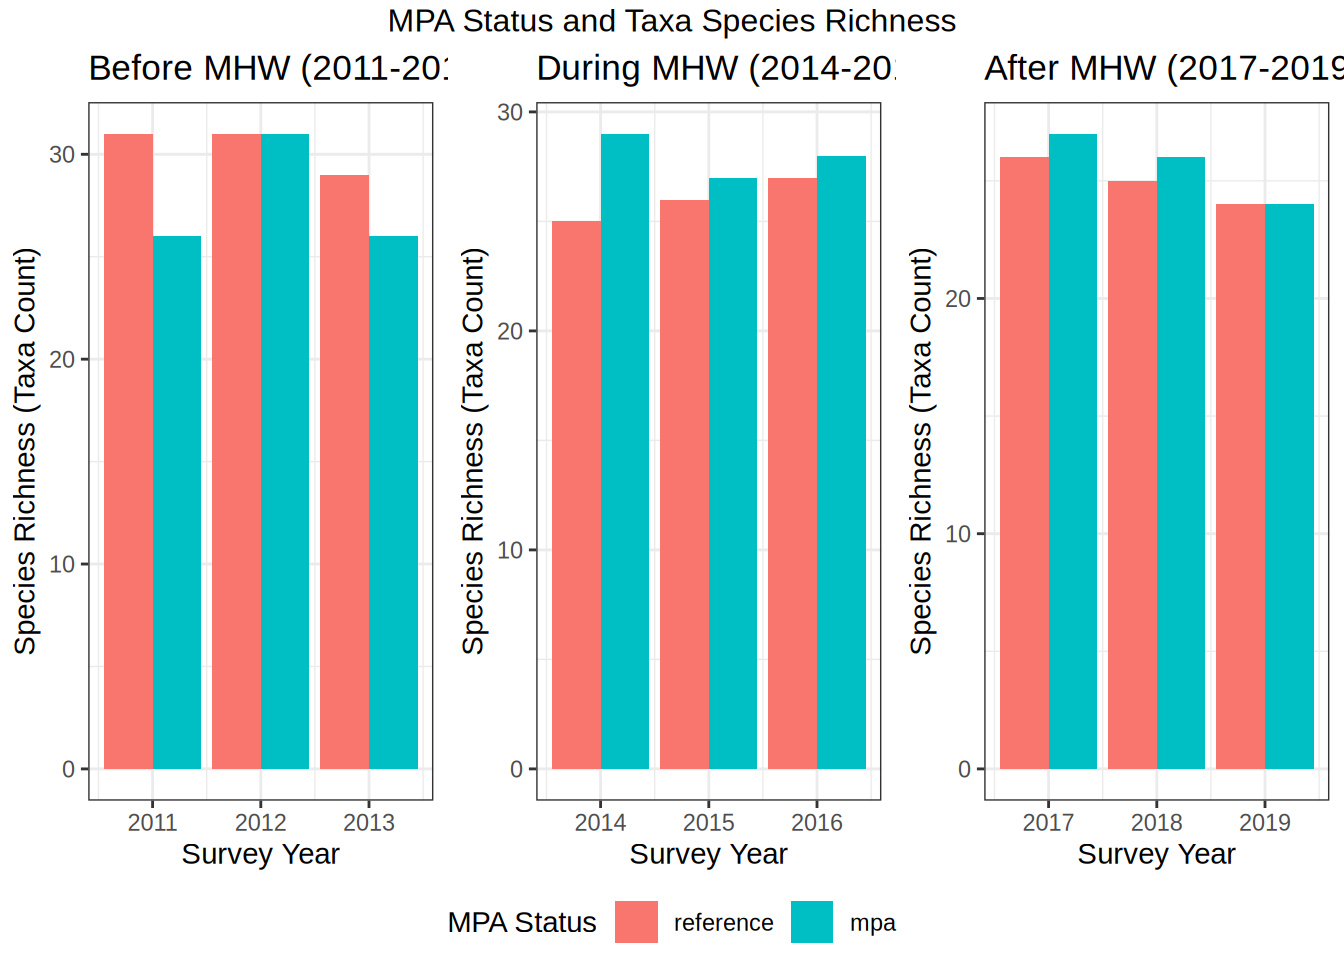 MPA Status and Taxa Species Richness
Before MHW (2011-201
Species Richness (Taxa Count)
30
20
10
0
2011 2012 2013
Survey Year
During MHW (2014-20
Species Richness (Taxa Count)
30
20
10
0
2014 2015 2016
Survey Year
After MHW (2017-2019
Species Richness (Taxa Count)
20
10
0
2017 2018 2019
Survey Year
MPA Status reference mpa